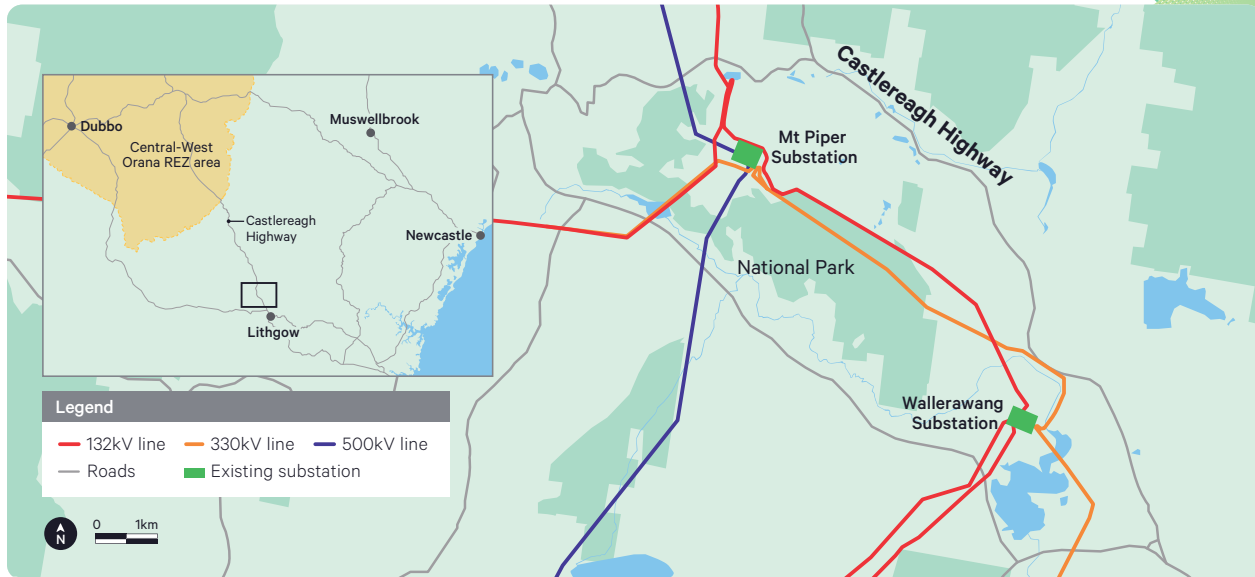 Castlereagh Highway
Mt Piper
Substation
National Park
Wallerawang
Substation
Dubbo
Central-West
Orana REZ area
Muswellbrook
Castlereagh
Highway
Newcastle
Lithgow
Legend
132kV line
330kV line
500kV line
Roads
Existing substation
N
0 1km